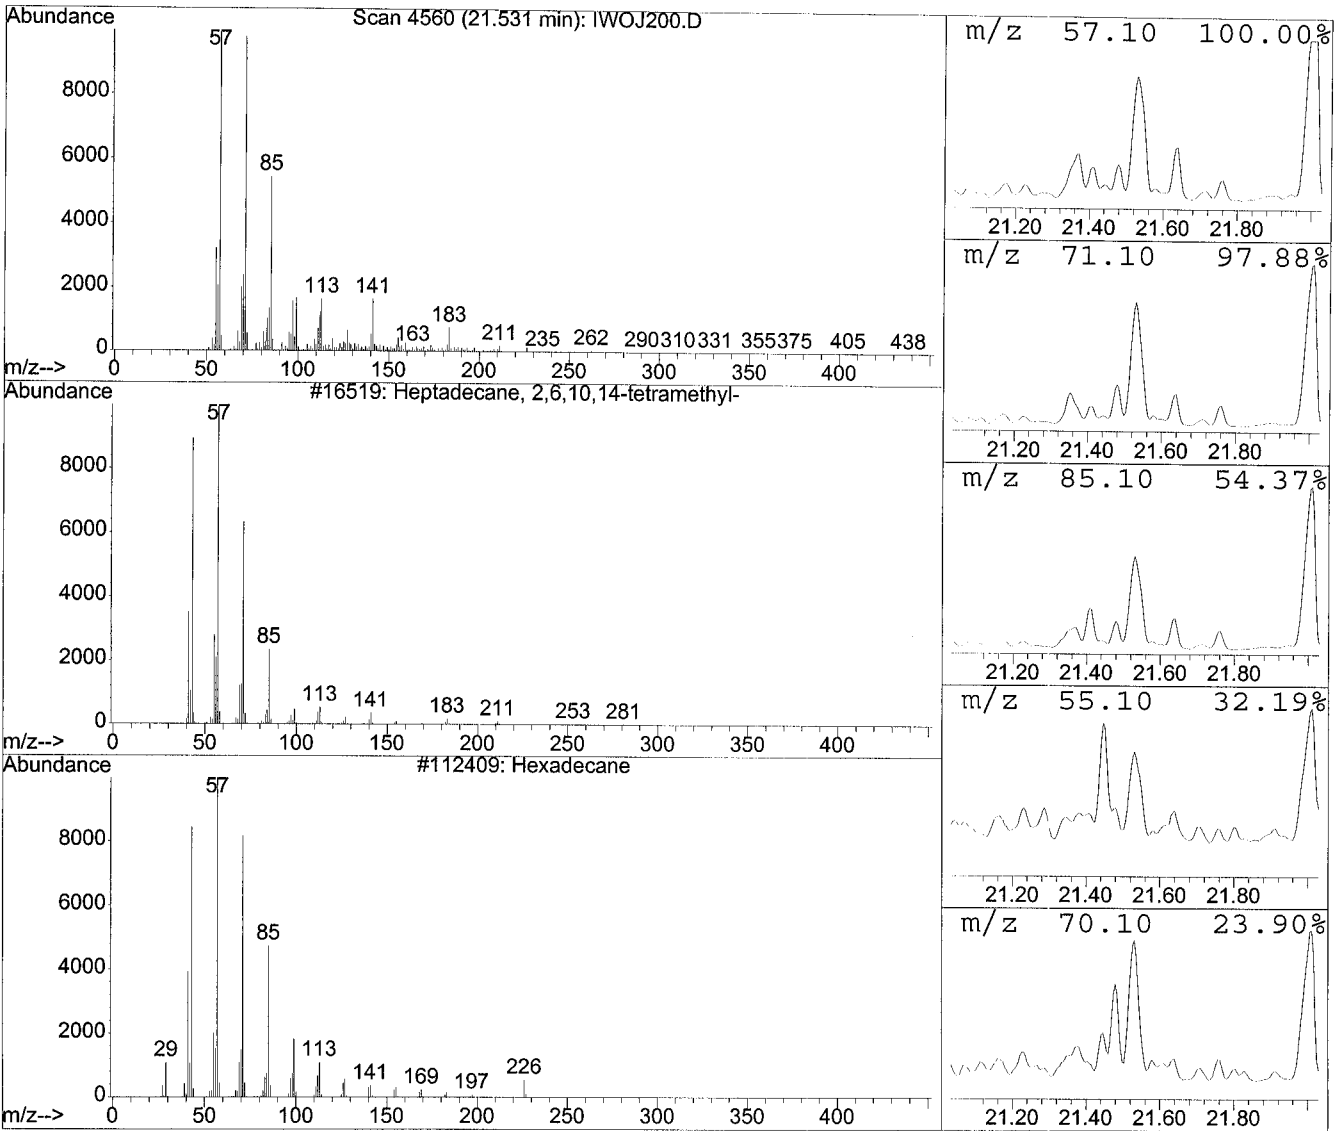 Abundance
Scan 4560 (21.531 min): IWOJ200.D
57
8000
6000
85
4000
2000
113 141
183
163 211 235 262 290 310 331 355 375 405 438
0
m/z--> 0 50 100 150 200 250 300 350 400
Abundance
#16519: Heptadecane, 2,6,10,14-tetramethyl-
57
8000
6000
4000
85
2000
113 141 183 211 253 281
0
m/z--> 0 50 100 150 200 250 300 350 400
Abundance
#112409: Hexadecane
57
8000
6000
85
4000
2000
29 113
141 169 197 226
0
m/z--> 0 50 100 150 200 250 300 350 400
m/z 57.10 100.00%
21.20 21.40 21.60 21.80
m/z 71.10 97.88%
21.20 21.40 21.60 21.80
m/z 85.10 54.37%
21.20 21.40 21.60 21.80
m/z 55.10 32.19%
21.20 21.40 21.60 21.80
m/z 70.10 23.90%
21.20 21.40 21.60 21.80